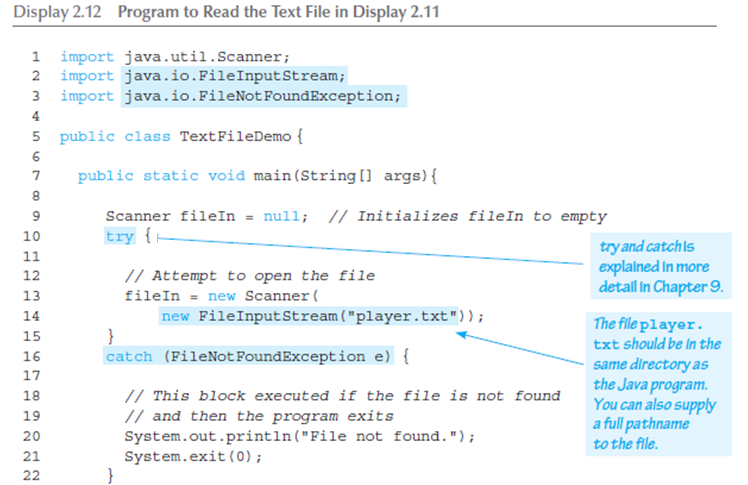 Display 2.12 Program to Read the Text File in Display 2.11
1 import java.util.Scanner;
2 import java.io.FileInputStream;
3 import java.io.FileNotFoundException;
4
5 public class TextFileDemo {
6
7 public static void main(String[] args){
8
9 Scanner fileIn = null; // Initializes fileIn to empty
10 try {
11
12 // Attempt to open the file
13 fileIn = new Scanner(
14 new FileInputStream("player.txt"));
15 }
16 catch (FileNotFoundException e) {
17
18 // This block executed if the file is not found
19 // and then the program exits
20 System.out.println("File not found.");
21 System.exit(0);
22 }
try and catch is
explained in more
detail in Chapter 9.
The file player.
txt should be in the
same directory as
the Java program.
You can also supply
a full pathname
to the file.